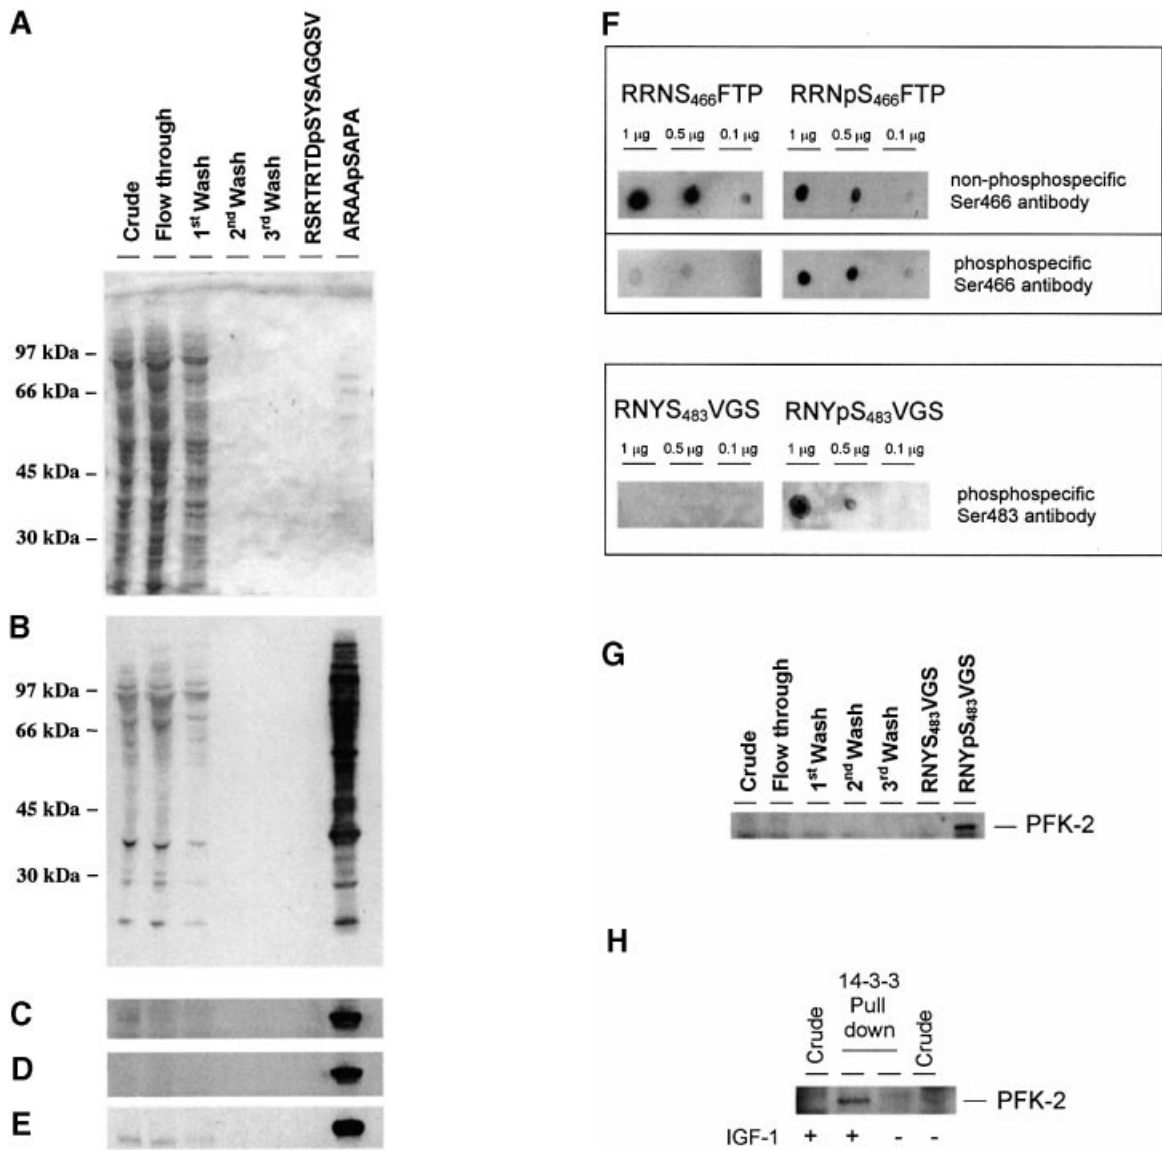 A
Crude
Flow through
1st Wash
2nd Wash
3rd Wash
RSRTRTDpSYSAGQSV
ARAApSAPA
97 kDa –
66 kDa –
45 kDa –
30 kDa –
B
97 kDa –
66 kDa –
45 kDa –
30 kDa –
C
D
E
F
RRNS466FTP RRNpS466FTP
1 µg 0.5 µg 0.1 µg 1 µg 0.5 µg 0.1 µg
non-phosphospecific
Ser466 antibody
phosphospecific
Ser466 antibody
RNYS483VGS RNYpS483VGS
1 µg 0.5 µg 0.1 µg 1 µg 0.5 µg 0.1 µg
phosphospecific
Ser483 antibody
G
Crude
Flow through
1st Wash
2nd Wash
3rd Wash
RNYS483VGS
RNYpS483VGS
— PFK-2
H
Crude
14-3-3
Pull
down
Crude
— PFK-2
IGF-1 + + - -